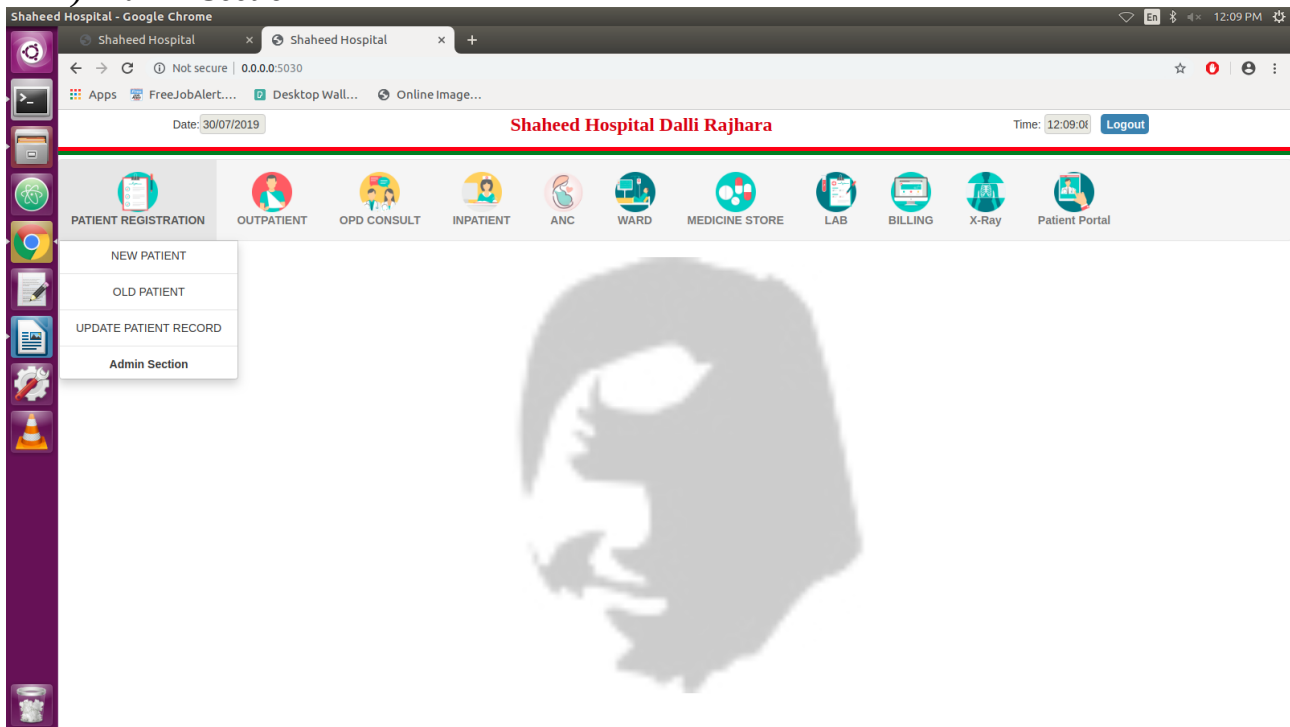 Shaheed Hospital - Google Chrome En 12:09 PM
Shaheed Hospital × Shaheed Hospital × +
Not secure | 0.0.0.0:5030
Apps FreeJobAlert.... Desktop Wall... Online Image...
Date: 30/07/2019 Shaheed Hospital Dalli Rajhara Time: 12:09:08 Logout
PATIENT REGISTRATION OUTPATIENT OPD CONSULT INPATIENT ANC WARD MEDICINE STORE LAB BILLING X-Ray Patient Portal
NEW PATIENT
OLD PATIENT
UPDATE PATIENT RECORD
Admin Section